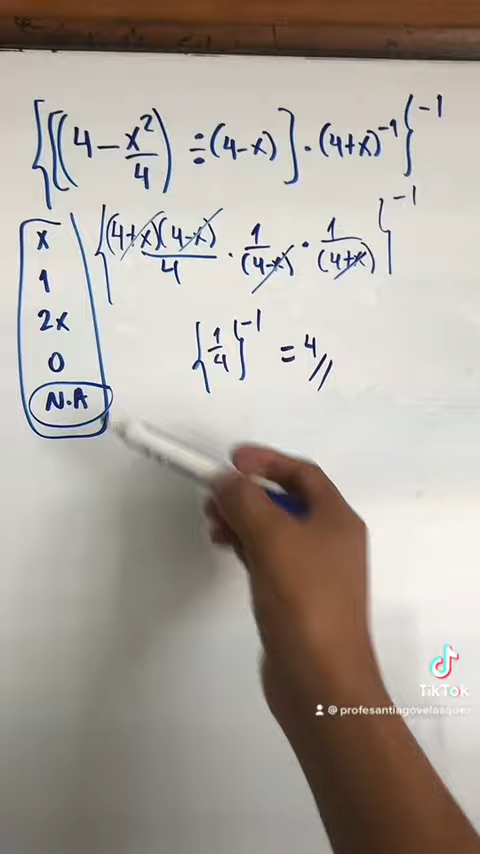 {[(4 - x²/4) ÷ (4-x)] · (4+x)⁻¹}⁻¹
{(4+x)(4-x)/4 · 1/(4-x) · 1/(4+x)}⁻¹
{1/4}⁻¹ = 4//
x
1
2x
0
N.A
TikTok
@profesantiagovelasquez